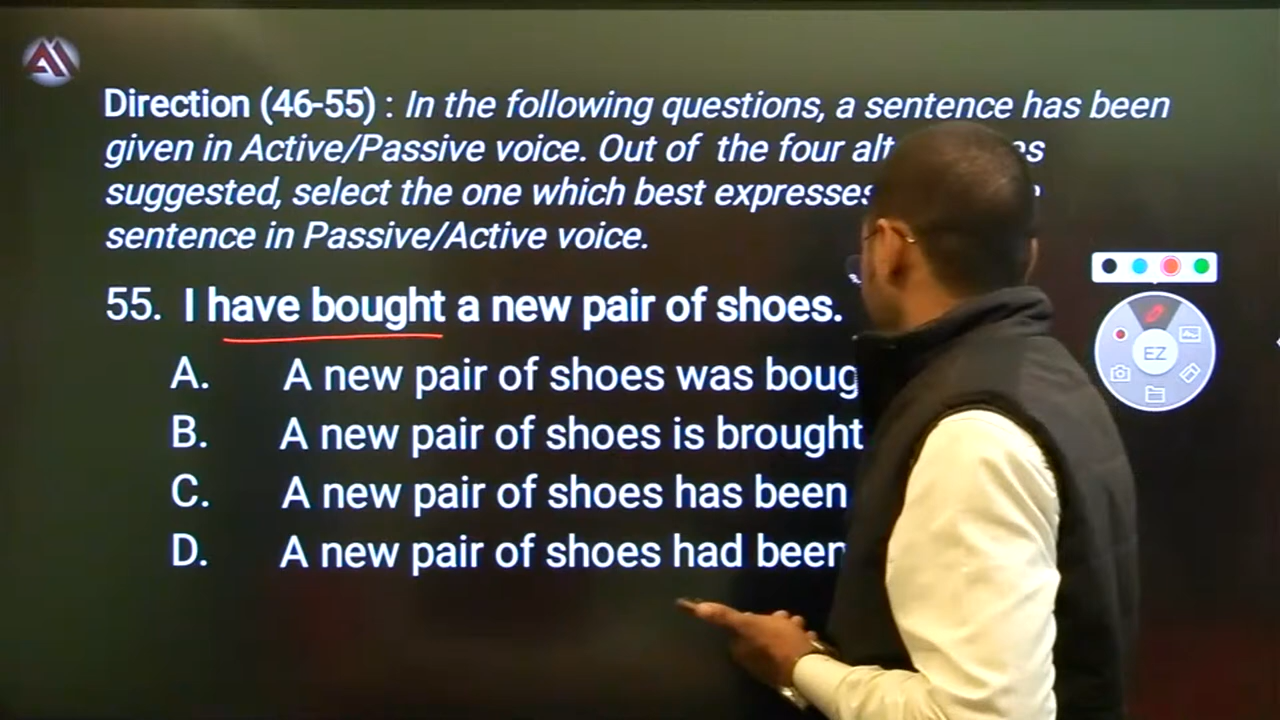 Direction (46-55) : In the following questions, a sentence has been
given in Active/Passive voice. Out of the four
suggested, select the one which best expresses
sentence in Passive/Active voice.
55. I have bought a new pair of shoes.
A. A new pair of shoes was
B. A new pair of shoes is brought
C. A new pair of shoes has been
D. A new pair of shoes had been
EZ